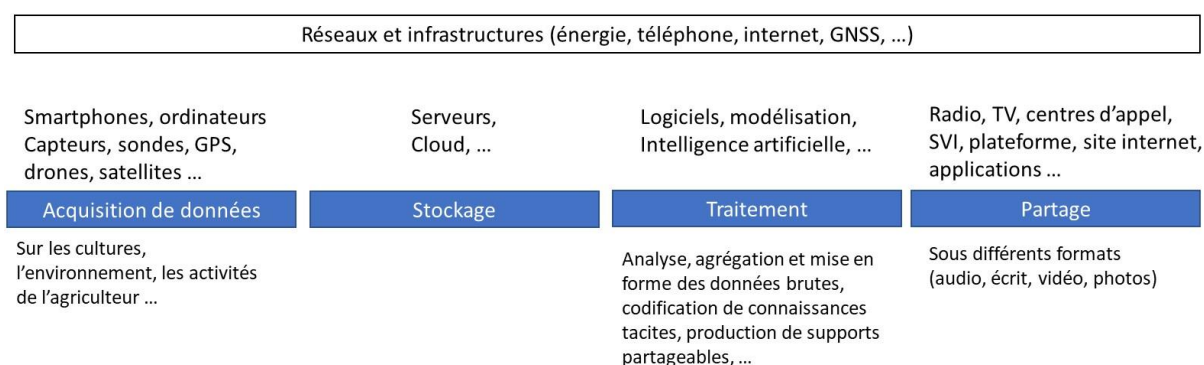 Réseaux et infrastructures (énergie, téléphone, internet, GNSS, ...)
Smartphones, ordinateurs
Capteurs, sondes, GPS,
drones, satellites ...
Serveurs,
Cloud, ...
Logiciels, modélisation,
Intelligence artificielle, ...
Radio, TV, centres d'appel,
SVI, plateforme, site internet,
applications ...
Acquisition de données
Stockage
Traitement
Partage
Sur les cultures,
l'environnement, les activités
de l'agriculteur ...
Analyse, agrégation et mise en
forme des données brutes,
codification de connaissances
tacites, production de supports
partageables, ...
Sous différents formats
(audio, écrit, vidéo, photos)